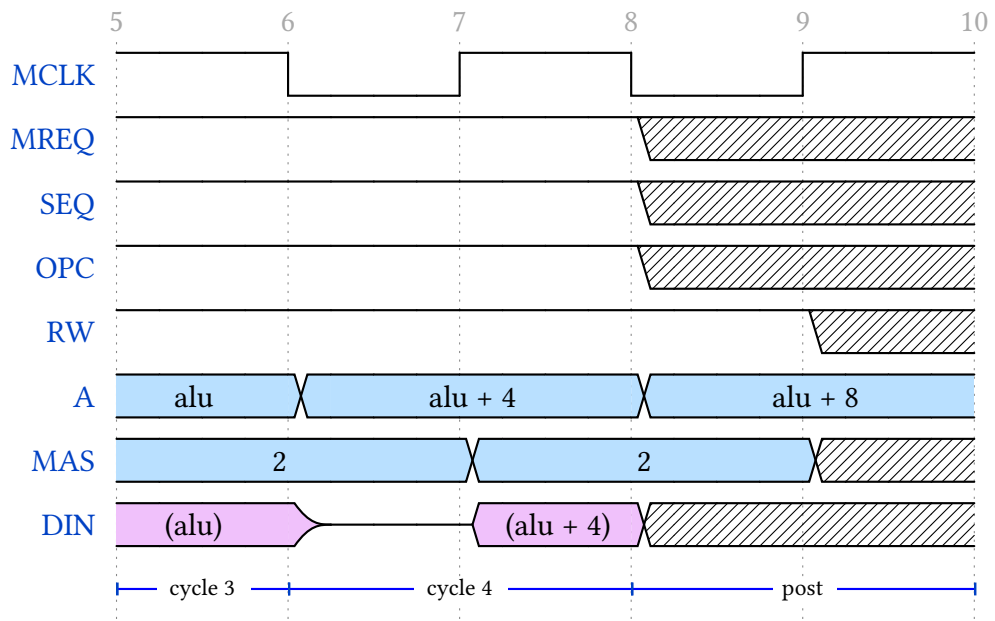 5 6 7 8 9 10
MCLK
MREQ
SEQ
OPC
RW
A alu alu + 4 alu + 8
MAS 2 2
DIN (alu) (alu + 4)
cycle 3 cycle 4 post